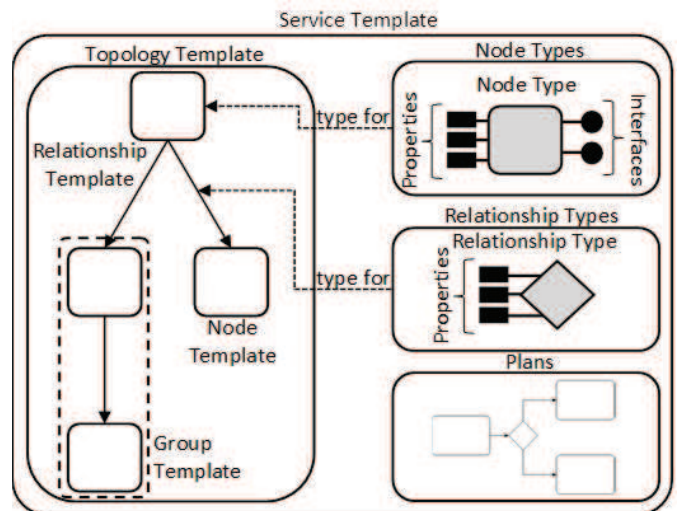 Service Template
Topology Template
Relationship
Template
Node
Template
Group
Template
type for
type for
Node Types
Node Type
Properties
Interfaces
Relationship Types
Relationship Type
Properties
Plans